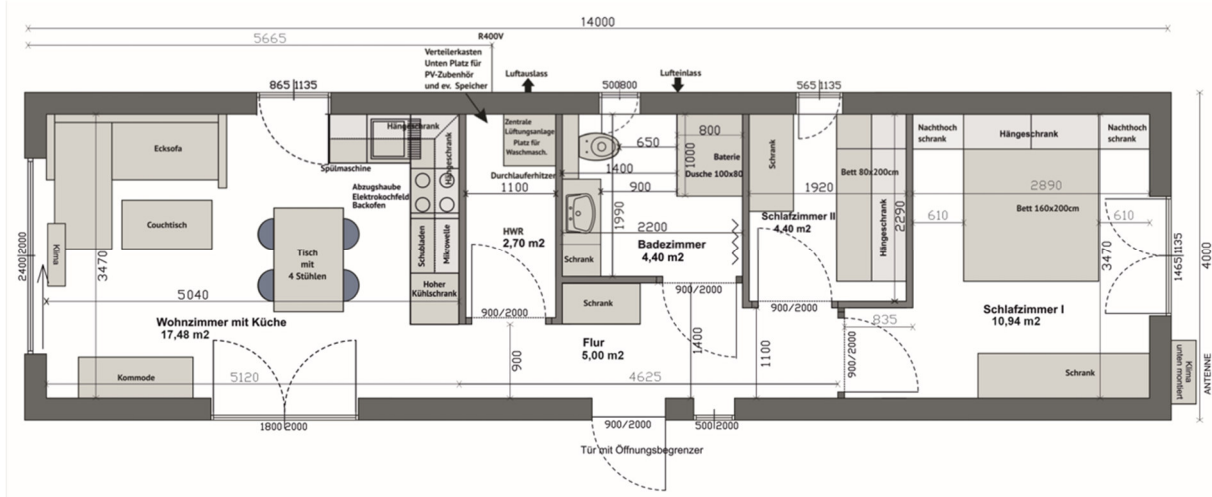 14000
5665
R400V
Verteilerkasten
Unten Platz für
PV-Zubenhör
und ev. Speicher
Luftauslass
Lufteinlass
865|1135
500|800
565|1135
Ecksofa
Hängeschrank
Hängeschrank
Spülmaschine
Abzugshaube
Elektrokochfeld
Backofen
Zentrale
Lüftungsanlage
Platz für
Waschmasch.
Durchlauferhitzer
1100
650
800
1000
Baterie
Dusche 100x80
1400
900
1990
2200
Schrank
1920
Bett 80x200cm
Hängeschrank
2290
Nachthoch
schrank
Hängeschrank
Nachthoch
schrank
2890
Bett 160x200cm
610
610
3470
1465|1135
4000
2400|2000
Klima
Couchtisch
3470
Tisch
mit
4 Stühlen
Schubladen
Mikrowelle
Hoher
Kühlschrank
HWR
2,70 m2
Badezimmer
4,40 m2
Schrank
Schlafzimmer II
4,40 m2
5040
Wohnzimmer mit Küche
17,48 m2
900/2000
Schrank
900/2000
900/2000
Schlafzimmer I
10,94 m2
835
Flur
5,00 m2
900
1400
1100
900/2000
Kommode
5120
4625
Schrank
Klima
unten montiert
ANTENNE
1800|2000
900/2000
500|2000
Tür mit Öffnungsbegrenzer